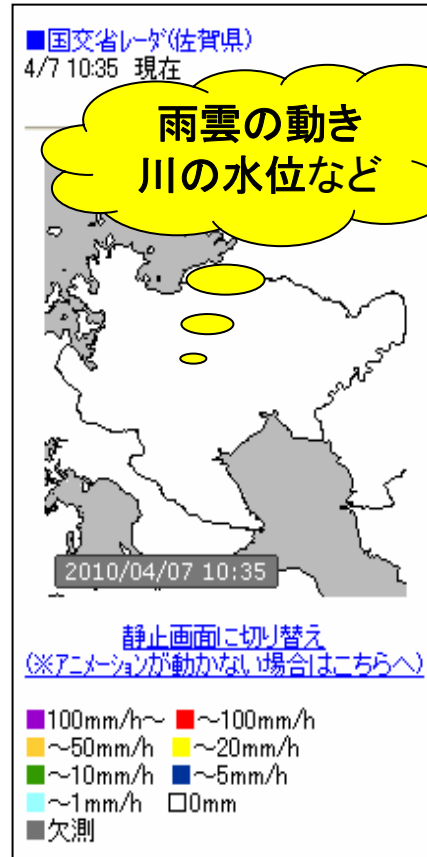 ■国交省レーダ(佐賀県)
4/7 10:35 現在
雨雲の動き
川の水位など
2010/04/07 10:35
静止画面に切り替え
(※アニメーションが動かない場合はこちらへ)
■100mm/h～ ■～100mm/h
■～50mm/h ■～20mm/h
■～10mm/h ■～5mm/h
■～1mm/h □0mm
■欠測